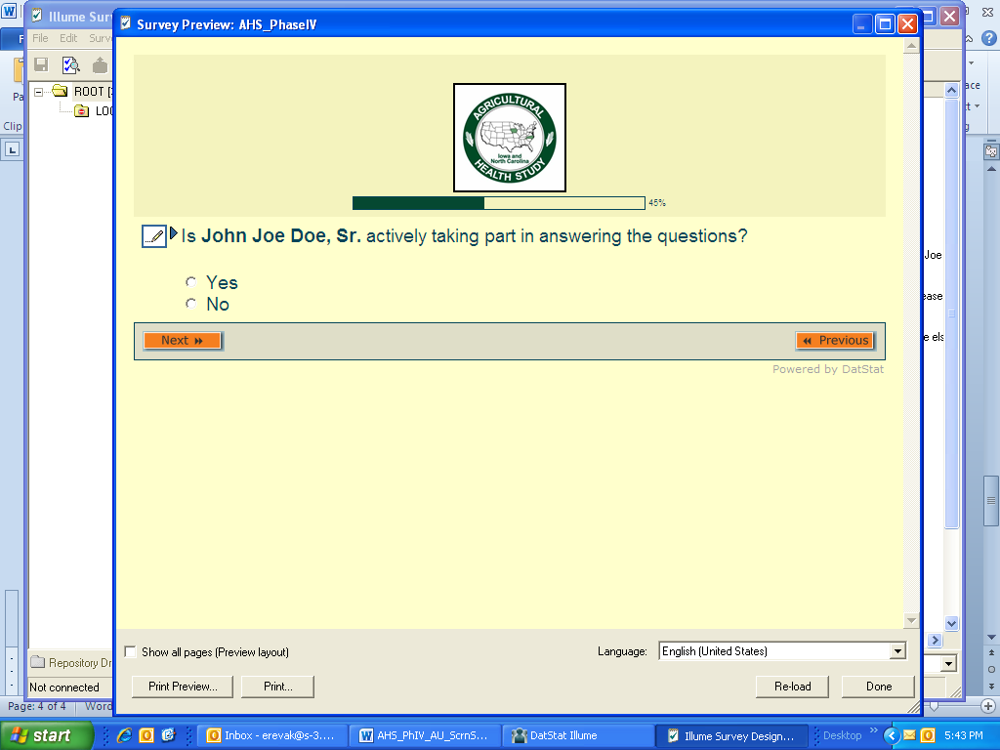 Illume Surv
Survey Preview: AHS_PhaseIV
File Edit Surve
Pa
ace
Clip
ROOT [
LOC
AGRICULTURAL
Iowa and
North Carolina
HEALTH STUDY
45%
Is John Joe Doe, Sr. actively taking part in answering the questions?
Joe
Yes
ease
No
e els
Next
Previous
Powered by DatStat
Show all pages (Preview layout)
Language: English (United States)
Repository Dr
Print Preview... Print... Re-load Done
Not connected
Page: 4 of 4 Words
start
Inbox - erevak@s-3....
AHS_PhIV_AU_ScrnS...
DatStat Illume
Illume Survey Design...
Desktop
5:43 PM